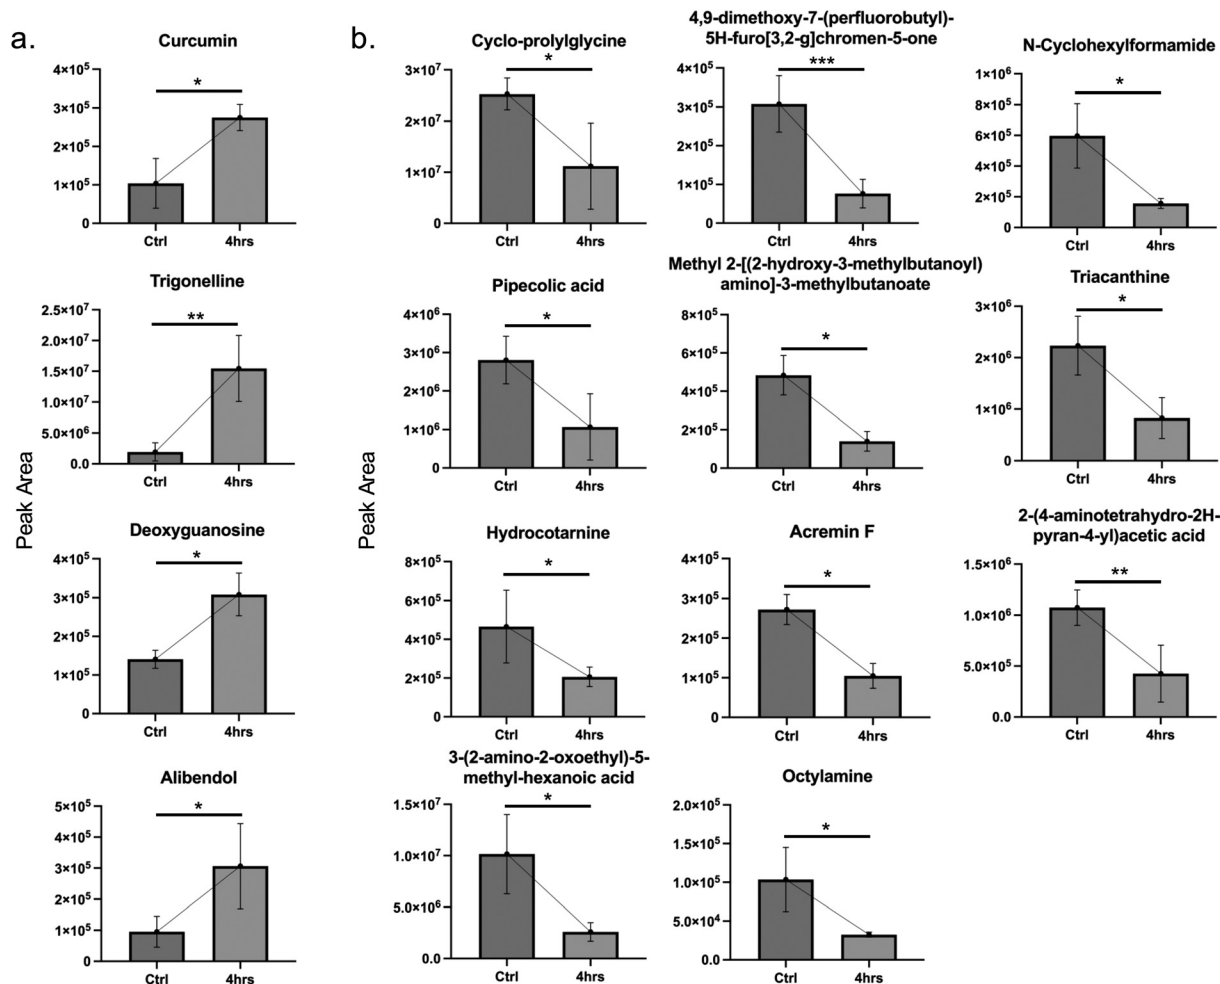 a.
Peak Area
Curcumin
*
4×10⁵
3×10⁵
2×10⁵
1×10⁵
0
Ctrl 4hrs
Trigonelline
**
2.5×10⁷
2.0×10⁷
1.5×10⁷
1.0×10⁷
5.0×10⁶
0.0
Ctrl 4hrs
Deoxyguanosine
*
4×10⁵
3×10⁵
2×10⁵
1×10⁵
0
Ctrl 4hrs
Alibendol
*
5×10⁵
4×10⁵
3×10⁵
2×10⁵
1×10⁵
0
Ctrl 4hrs
b.
Peak Area
Cyclo-prolylglycine
*
3×10⁷
2×10⁷
1×10⁷
0
Ctrl 4hrs
4,9-dimethoxy-7-(perfluorobutyl)-
5H-furo[3,2-g]chromen-5-one
***
4×10⁵
3×10⁵
2×10⁵
1×10⁵
0
Ctrl 4hrs
N-Cyclohexylformamide
*
1×10⁶
8×10⁵
6×10⁵
4×10⁵
2×10⁵
0
Ctrl 4hrs
Pipecolic acid
*
4×10⁶
3×10⁶
2×10⁶
1×10⁶
0
Ctrl 4hrs
Methyl 2-[(2-hydroxy-3-methylbutanoyl)
amino]-3-methylbutanoate
*
8×10⁵
6×10⁵
4×10⁵
2×10⁵
0
Ctrl 4hrs
Triacanthine
*
3×10⁶
2×10⁶
1×10⁶
0
Ctrl 4hrs
Hydrocotarnine
*
8×10⁵
6×10⁵
4×10⁵
2×10⁵
0
Ctrl 4hrs
Acremin F
*
4×10⁵
3×10⁵
2×10⁵
1×10⁵
0
Ctrl 4hrs
2-(4-aminotetrahydro-2H-
pyran-4-yl)acetic acid
**
1.5×10⁶
1.0×10⁶
5.0×10⁵
0.0
Ctrl 4hrs
3-(2-amino-2-oxoethyl)-5-
methyl-hexanoic acid
*
1.5×10⁷
1.0×10⁷
5.0×10⁶
0.0
Ctrl 4hrs
Octylamine
*
2.0×10⁵
1.5×10⁵
1.0×10⁵
5.0×10⁴
0.0
Ctrl 4hrs